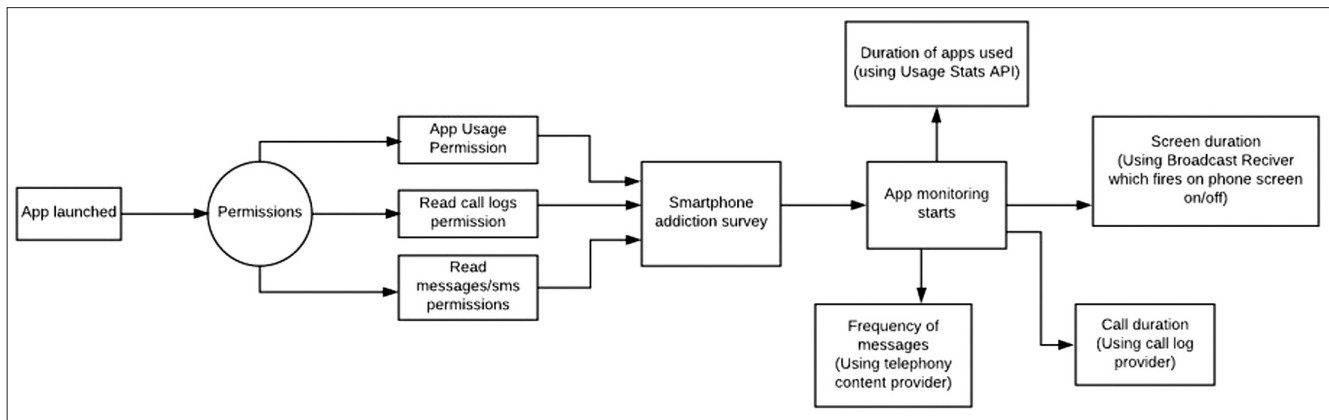 App launched
Permissions
App Usage
Permission
Read call logs
permission
Read
messages/sms
permissions
Smartphone
addiction survey
App monitoring
starts
Duration of apps used
(using Usage Stats API)
Screen duration
(Using Broadcast Reciver
which fires on phone screen
on/off)
Frequency of
messages
(Using telephony
content provider)
Call duration
(Using call log
provider)